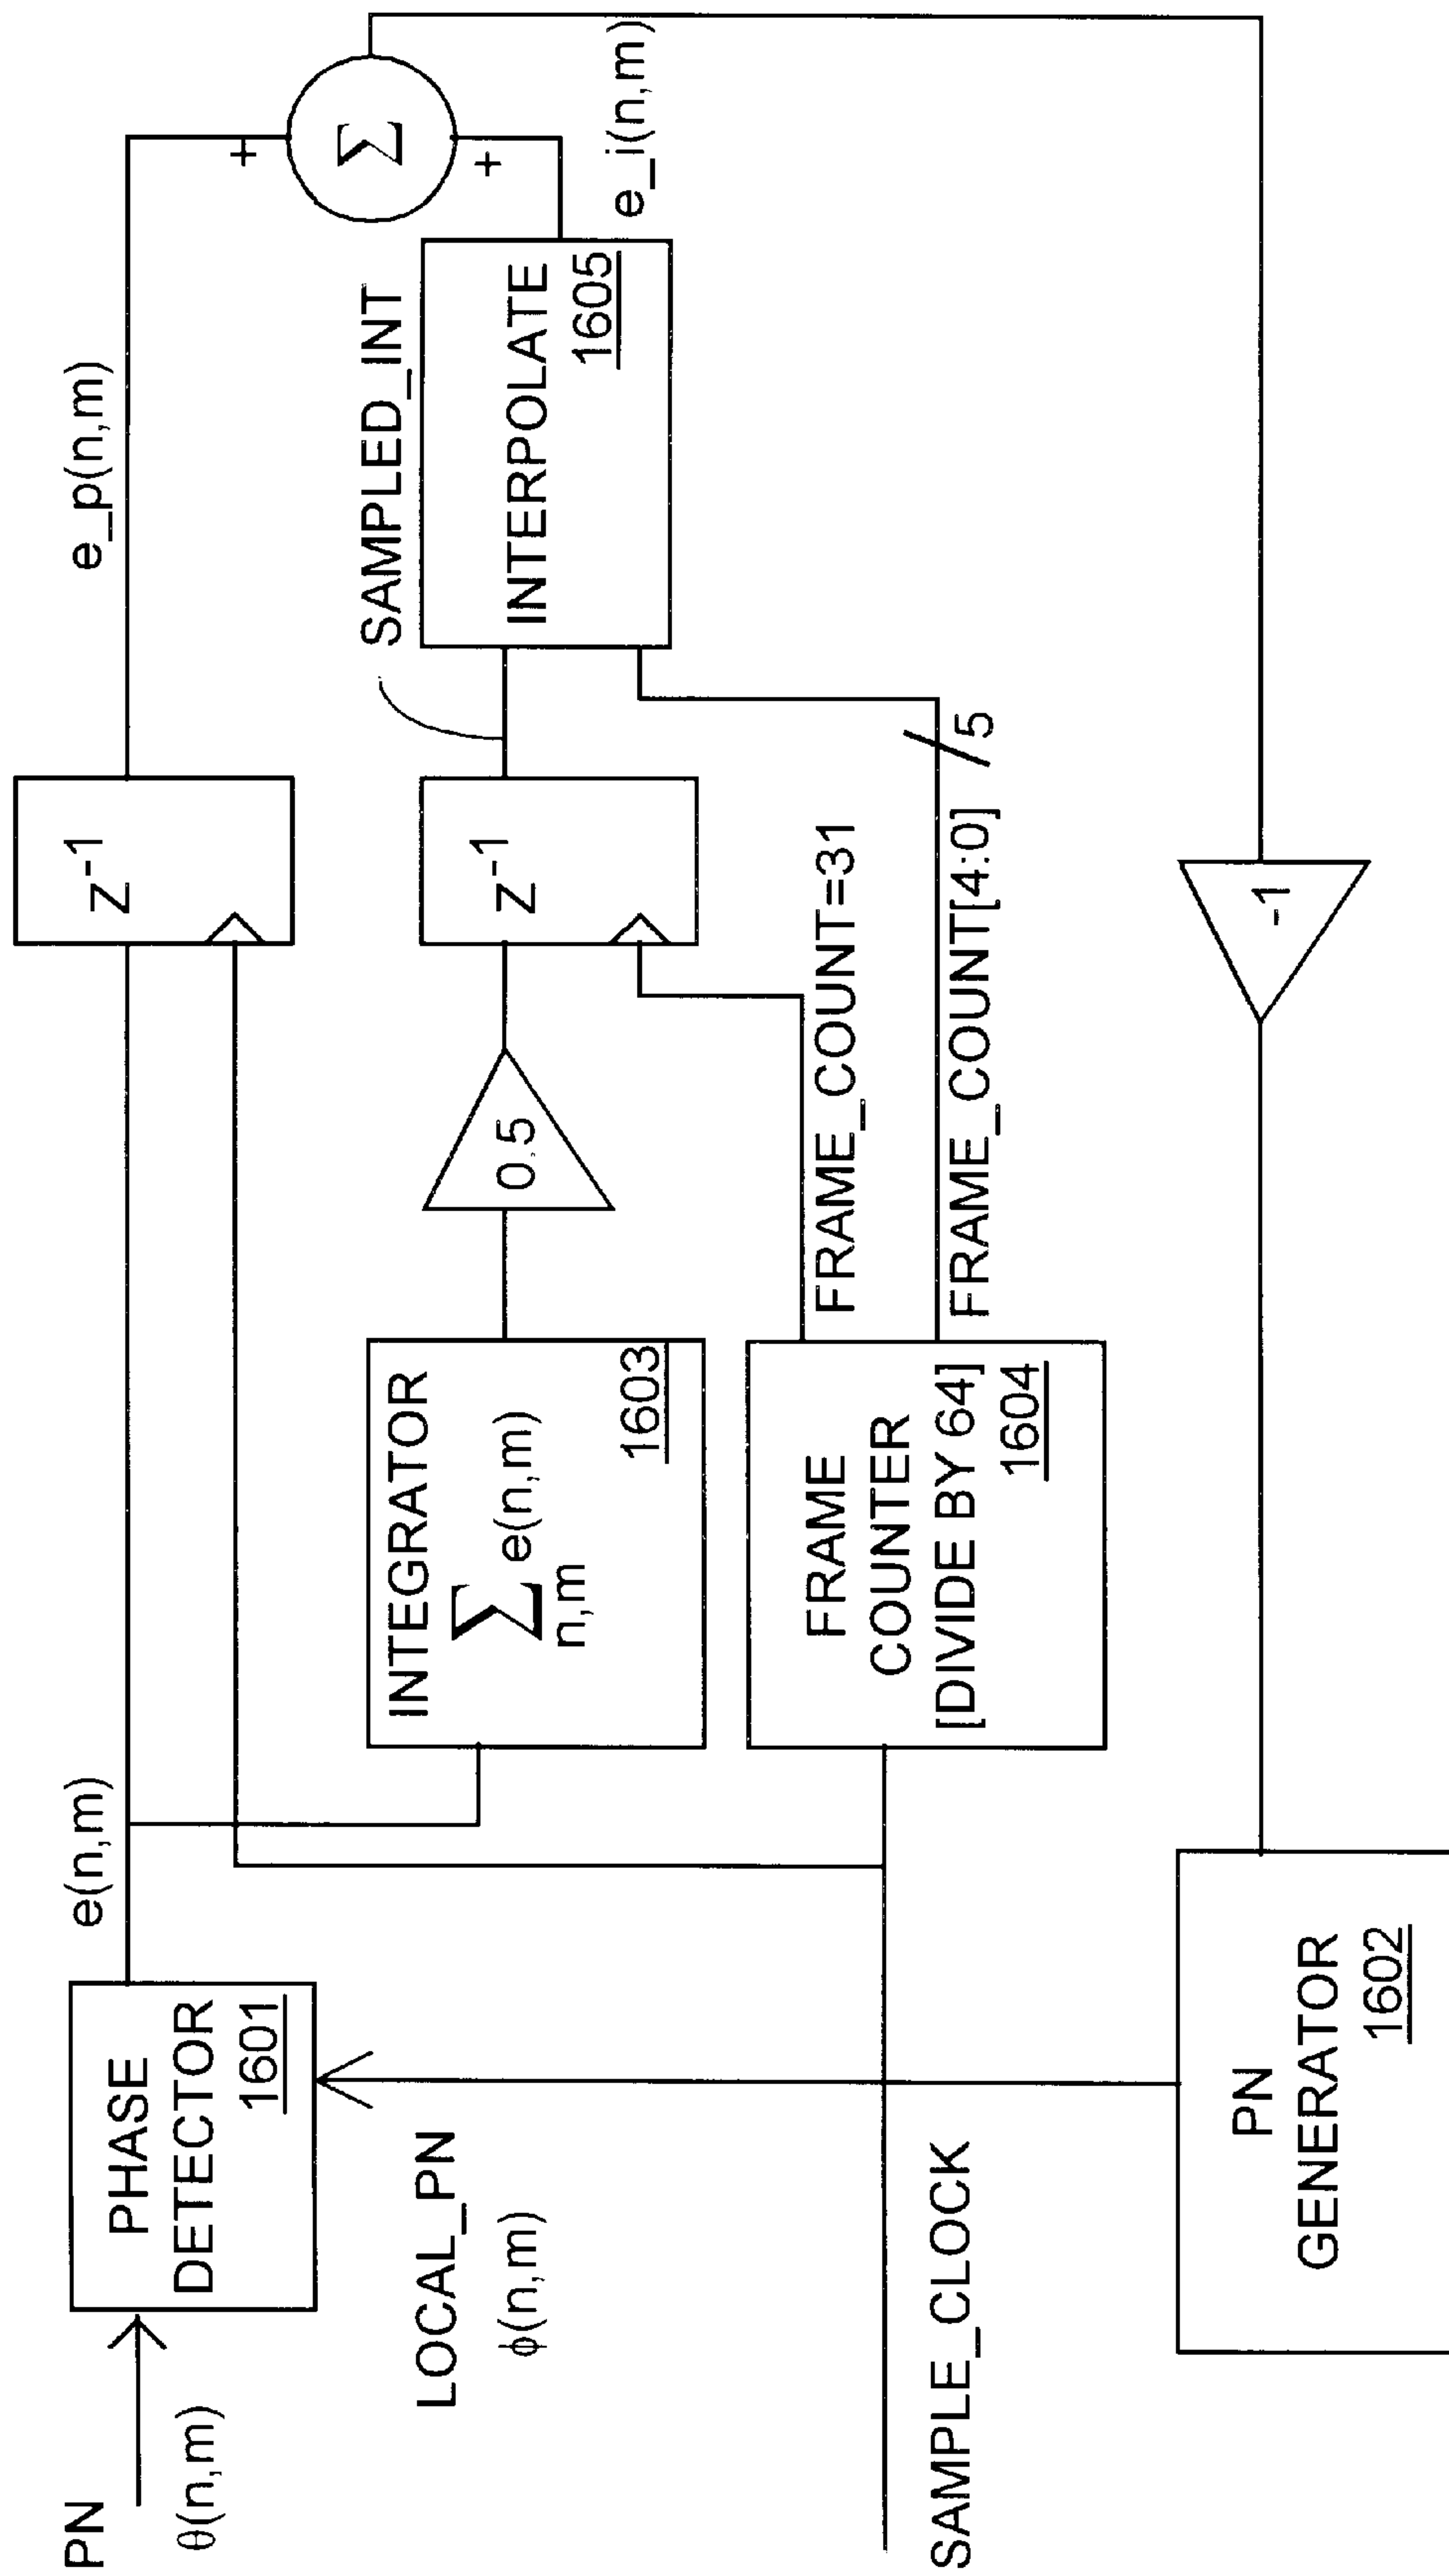 PN
θ(n,m)
PHASE
DETECTOR
1601
e(n,m)
z-1
e_p(n,m)
+
Σ
+
LOCAL_PN
ϕ(n,m)
INTEGRATOR
Σ e(n,m)
n,m
1603
0.5
z-1
SAMPLED_INT
INTERPOLATE
1605
e_i(n,m)
SAMPLE_CLOCK
FRAME
COUNTER
[DIVIDE BY 64]
1604
FRAME_COUNT=31
FRAME_COUNT[4:0]
5
PN
GENERATOR
1602
-1